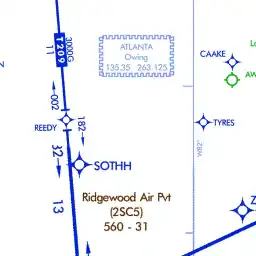 3000G
T209
11
ATLANTA
Owing
135.35 263.125
CAAKE
002
REEDY
182
TYRES
W82°
32
SOTHH
13
Ridgewood Air Pvt
(2SC5)
560 - 31